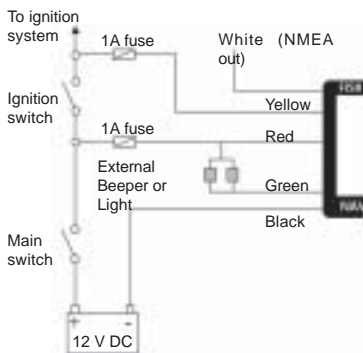 To ignition
system
1A fuse
White (NMEA
out)
Ignition
switch
Yellow
1A fuse
Red
External
Beeper or
Light
Green
Black
Main
switch
+ -
12 V DC